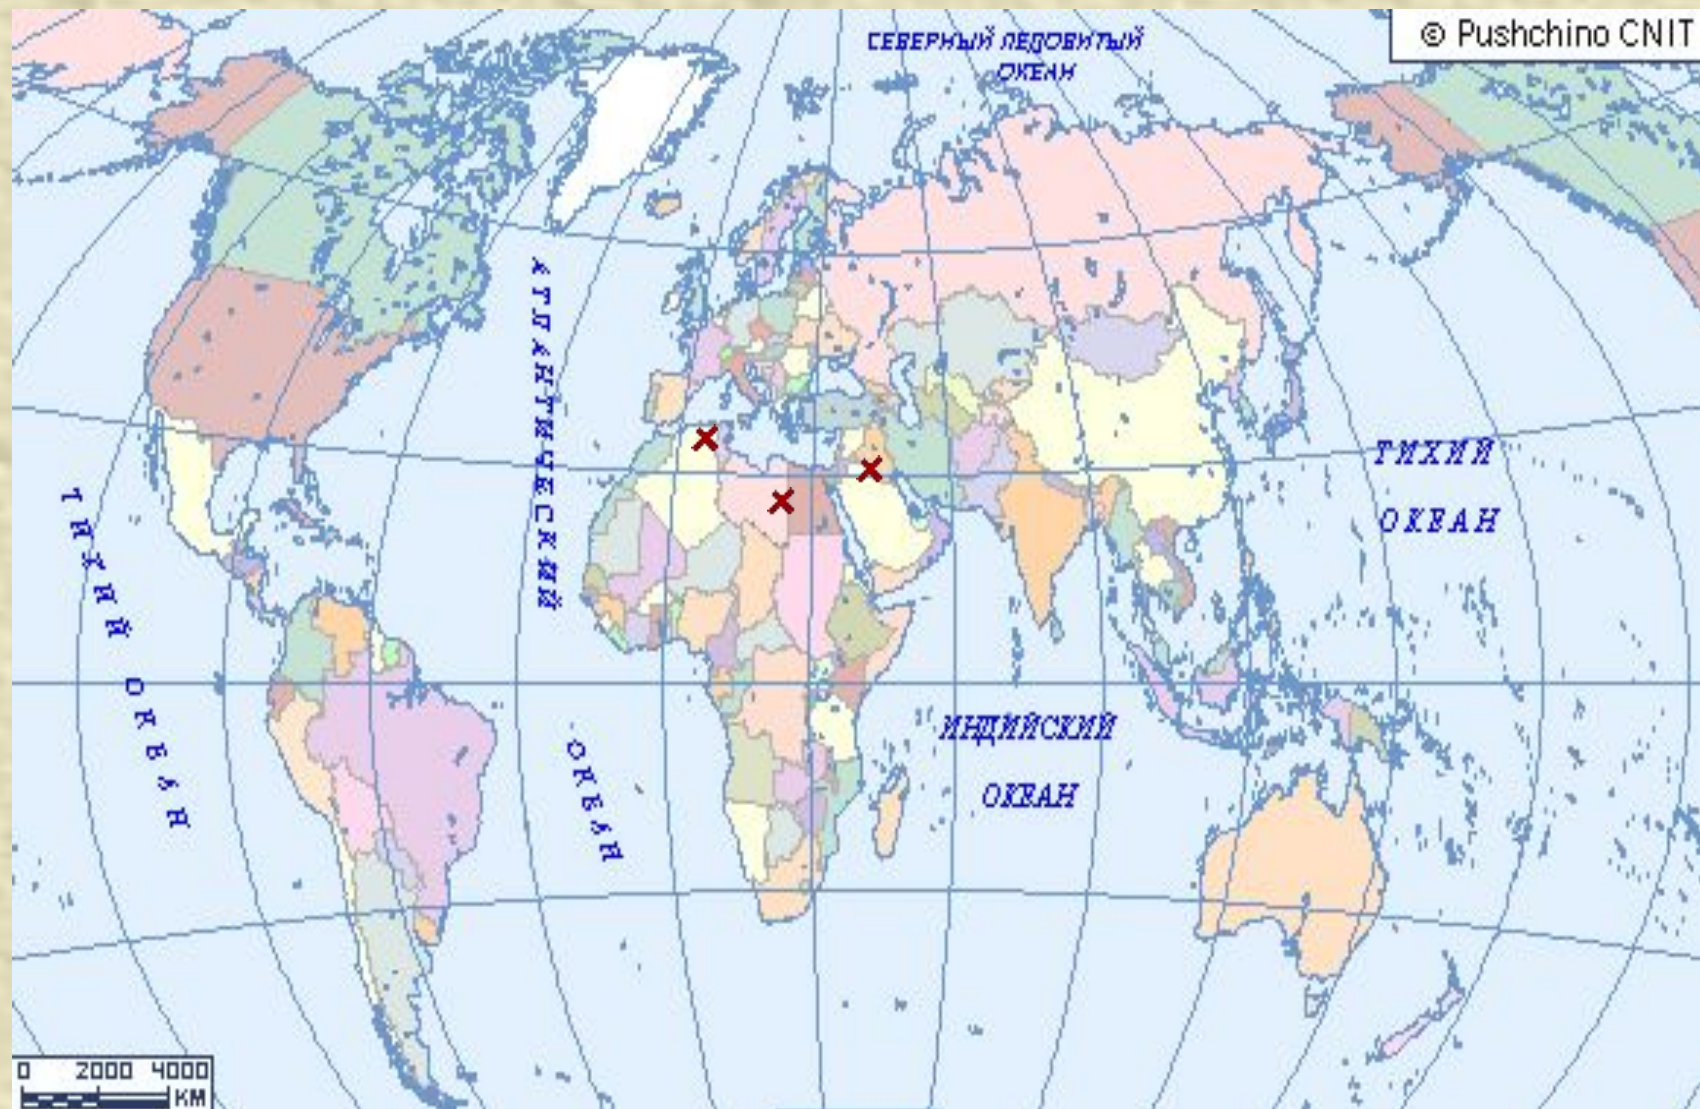 © Pushchino CNIT
СЕВЕРНЫЙ ЛЕДОВИТЫЙ
ОКЕАН
АТЛАНТИЧЕСКИЙ
ОКЕАН
ТИХИЙ
ОКЕАН
ТИХИЙ ОКЕАН
ИНДИЙСКИЙ
ОКЕАН
0 2000 4000
КМ